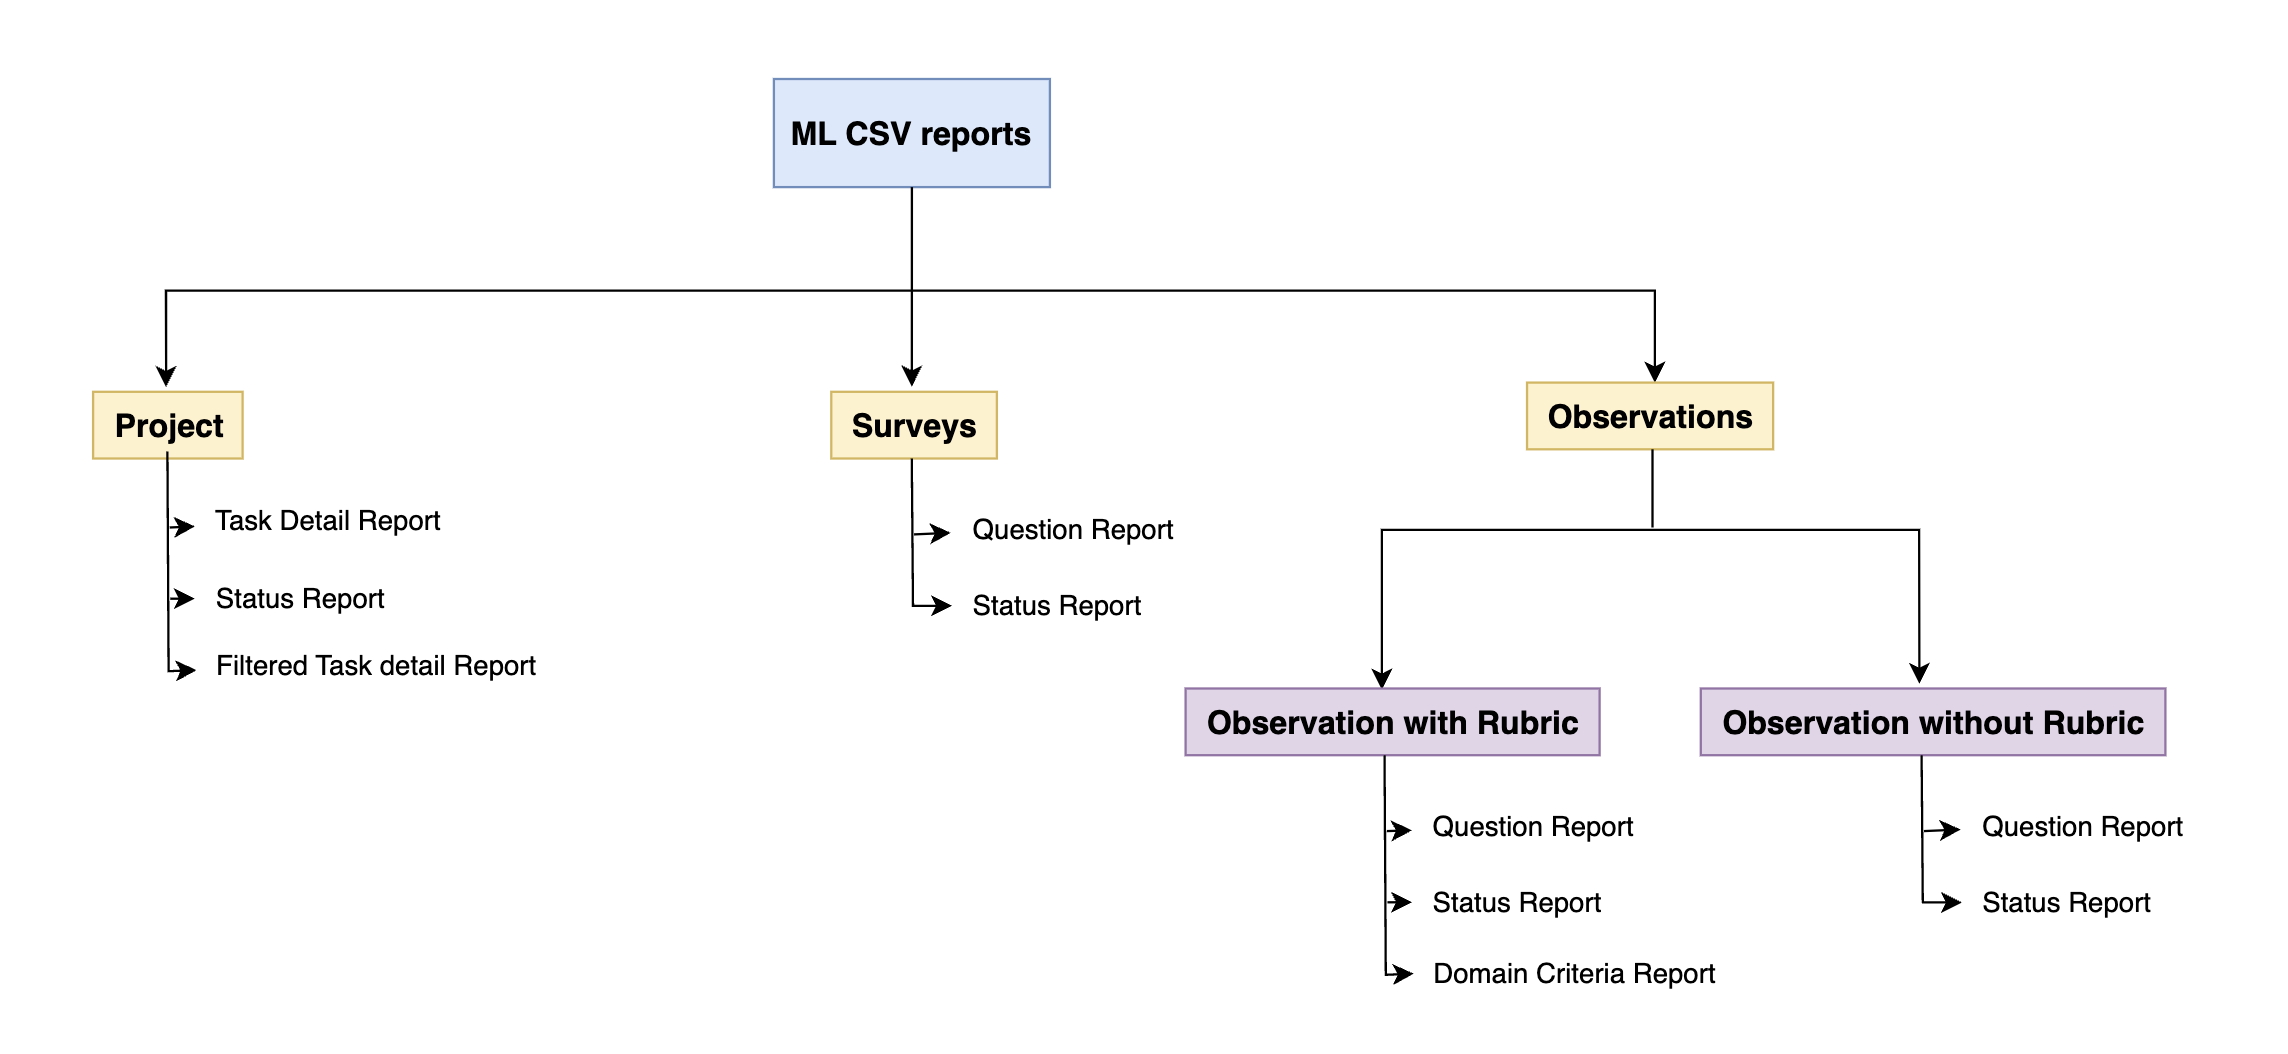 ML CSV reports
Project
Surveys
Observations
Task Detail Report
Status Report
Filtered Task detail Report
Question Report
Status Report
Observation with Rubric
Observation without Rubric
Question Report
Status Report
Domain Criteria Report
Question Report
Status Report